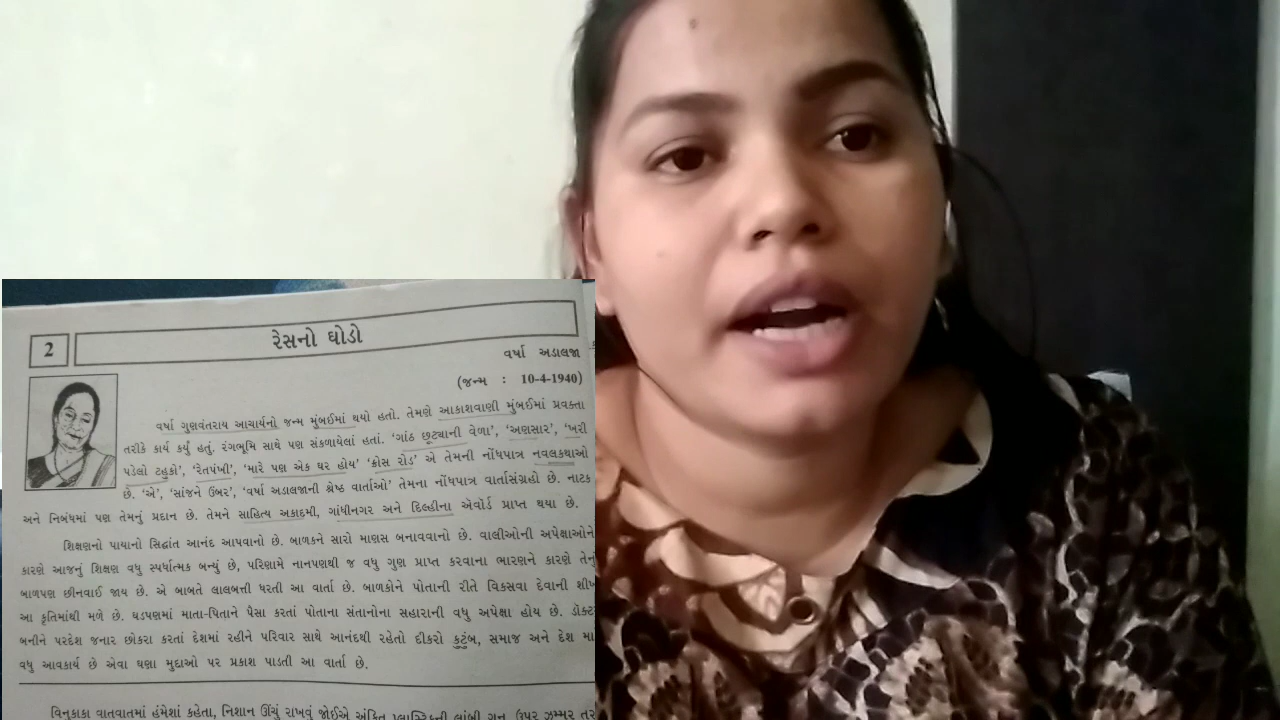 2
રેસનો ઘોડો
વર્ષા અડાલજા
(જન્મ : 10-4-1940)
વર્ષા ગુણવંતરાય આચાર્યનો જન્મ મુંબઈમાં થયો હતો. તેમણે આકાશવાણી મુંબઈમાં પ્રવક્તા
તરીકે કાર્ય કર્યું હતું. રંગભૂમિ સાથે પણ સંકળાયેલાં હતાં. ‘ગાંઠ છૂટ્યાની વેળા’, ‘અણસાર’, ‘ખરી
પડેલો ટહુકો’, ‘રેતપંખી’, ‘મારે પણ એક ઘર હોય’ ‘ક્રોસ રોડ’ એ તેમની નોંધપાત્ર નવલકથાઓ
છે. ‘એ’, ‘સાંજને ઉંબર’, ‘વર્ષા અડાલજાની શ્રેષ્ઠ વાર્તાઓ’ તેમના નોંધપાત્ર વાર્તાસંગ્રહો છે. નાટક
અને નિબંધમાં પણ તેમનું પ્રદાન છે. તેમને સાહિત્ય અકાદમી, ગાંધીનગર અને દિલ્હીના એવૉર્ડ પ્રાપ્ત થયા છે.
શિક્ષણનો પાયાનો સિદ્ધાંત આનંદ આપવાનો છે. બાળકને સારો માણસ બનાવવાનો છે. વાલીઓની અપેક્ષાઓને
કારણે આજનું શિક્ષણ વધુ સ્પર્ધાત્મક બન્યું છે, પરિણામે નાનપણથી જ વધુ ગુણ પ્રાપ્ત કરવાના ભારણને કારણે તેનું
બાળપણ છીનવાઈ જાય છે. એ બાબતે લાલબત્તી ધરતી આ વાર્તા છે. બાળકોને પોતાની રીતે વિકસવા દેવાની શીખ
આ કૃતિમાંથી મળે છે. ઘડપણમાં માતા-પિતાને પૈસા કરતાં પોતાના સંતાનોના સહારાની વધુ અપેક્ષા હોય છે. ડૉક્ટર
બનીને પરદેશ જનાર છોકરા કરતાં દેશમાં રહીને પરિવાર સાથે આનંદથી રહેતો દીકરો કુટુંબ, સમાજ અને દેશ મા
વધુ આવકાર્ય છે એવા ઘણા મુદ્દાઓ પર પ્રકાશ પાડતી આ વાર્તા છે.
વિનુકાકા વાતવાતમાં હંમેશાં કહેતા, નિશાન ઊંચું રાખવું જોઈએ અંકિત પ્લાસ્ટિકની લાંબી ગન ઉપર ઝુમ્મર તર